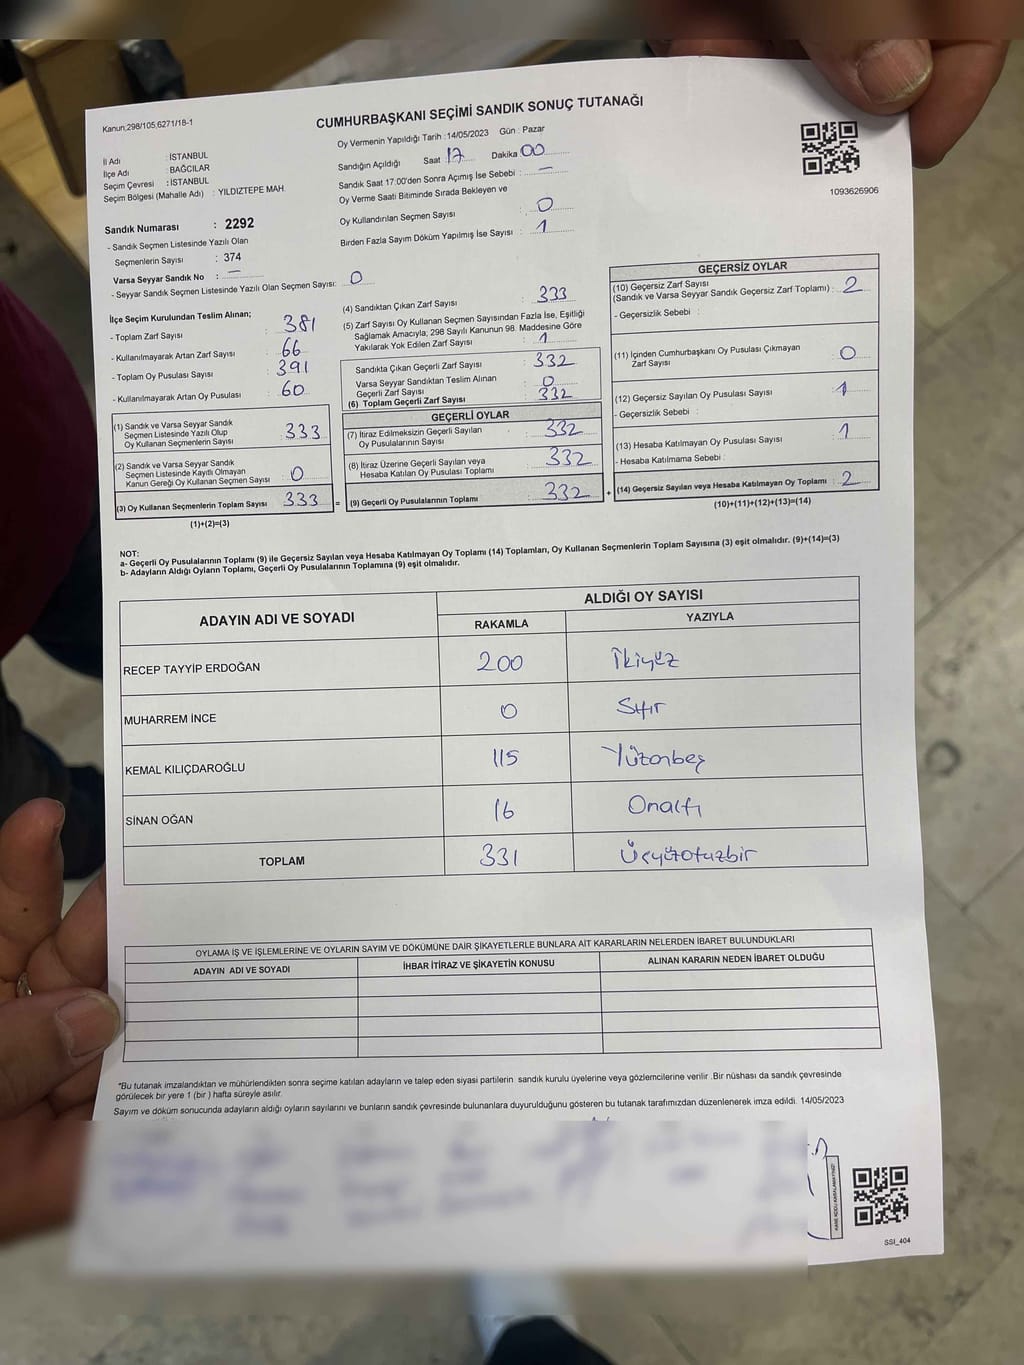 Kanun;298/105,6271/18-1
CUMHURBAŞKANI SEÇİMİ SANDIK SONUÇ TUTANAĞI
Oy Vermenin Yapıldığı Tarih :14/05/2023 Gün : Pazar
İl Adı : İSTANBUL
İlçe Adı : BAĞCILAR
Seçim Çevresi : İSTANBUL
Seçim Bölgesi (Mahalle Adı) : YILDIZTEPE MAH.
Sandığın Açıldığı Saat 17 Dakika 00
Sandık Saat 17:00'den Sonra Açımış İse Sebebi : —
Oy Verme Saati Bitiminde Sırada Bekleyen ve
Oy Kullandırılan Seçmen Sayısı : 0
Birden Fazla Sayım Döküm Yapılmış İse Sayısı : 1
1093626906
Sandık Numarası : 2292
- Sandık Seçmen Listesinde Yazılı Olan
Seçmenlerin Sayısı : 374
Varsa Seyyar Sandık No : —
- Seyyar Sandık Seçmen Listesinde Yazılı Olan Seçmen Sayısı: 0
İlçe Seçim Kurulundan Teslim Alınan;
- Toplam Zarf Sayısı : 381
- Kullanılmayarak Artan Zarf Sayısı : 66
- Toplam Oy Pusulası Sayısı : 391
- Kullanılmayarak Artan Oy Pusulası : 60
(1) Sandık ve Varsa Seyyar Sandık
Seçmen Listesinde Yazılı Olup
Oy Kullanan Seçmenlerin Sayısı : 333
(2) Sandık ve Varsa Seyyar Sandık
Seçmen Listesinde Kayıtlı Olmayan
Kanun Gereği Oy Kullanan Seçmen Sayısı : 0
(3) Oy Kullanan Seçmenlerin Toplam Sayısı : 333 =
(1)+(2)=(3)
(4) Sandıktan Çıkan Zarf Sayısı : 333
(5) Zarf Sayısı Oy Kullanan Seçmen Sayısından Fazla İse, Eşitliği
Sağlamak Amacıyla, 298 Sayılı Kanunun 98. Maddesine Göre
Yakılarak Yok Edilen Zarf Sayısı : 1
Sandıkta Çıkan Geçerli Zarf Sayısı : 332
Varsa Seyyar Sandıktan Teslim Alınan
Geçerli Zarf Sayısı : 0
(6) Toplam Geçerli Zarf Sayısı : 332
GEÇERLİ OYLAR
(7) İtiraz Edilmeksizin Geçerli Sayılan
Oy Pusulalarının Sayısı : 332
(8) İtiraz Üzerine Geçerli Sayılan veya
Hesaba Katılan Oy Pusulası Toplamı : 332
(9) Geçerli Oy Pusulalarının Toplamı : 332 +
GEÇERSİZ OYLAR
(10) Geçersiz Zarf Sayısı
(Sandık ve Varsa Seyyar Sandık Geçersiz Zarf Toplamı) : 2
- Geçersizlik Sebebi :
(11) İçinden Cumhurbaşkanı Oy Pusulası Çıkmayan
Zarf Sayısı : 0
(12) Geçersiz Sayılan Oy Pusulası Sayısı : 1
- Geçersizlik Sebebi :
(13) Hesaba Katılmayan Oy Pusulası Sayısı : 1
- Hesaba Katılmama Sebebi :
(14) Geçersiz Sayılan veya Hesaba Katılmayan Oy Toplamı : 2
(10)+(11)+(12)+(13)=(14)
NOT:
a- Geçerli Oy Pusulalarının Toplamı (9) ile Geçersiz Sayılan veya Hesaba Katılmayan Oy Toplamı (14) Toplamları, Oy Kullanan Seçmenlerin Toplam Sayısına (3) eşit olmalıdır. (9)+(14)=(3)
b- Adayların Aldığı Oyların Toplamı, Geçerli Oy Pusulalarının Toplamına (9) eşit olmalıdır.
ADAYIN ADI VE SOYADI ALDIĞI OY SAYISI
RAKAMLA YAZIYLA
RECEP TAYYİP ERDOĞAN 200 İkiyüz
MUHARREM İNCE 0 Sıfır
KEMAL KILIÇDAROĞLU 115 Yüzonbeş
SİNAN OĞAN 16 Onaltı
TOPLAM 331 Üçyüzotuzbir
OYLAMA İŞ VE İŞLEMLERİNE VE OYLARIN SAYIM VE DÖKÜMÜNE DAİR ŞİKAYETLERLE BUNLARA AİT KARARLARIN NELERDEN İBARET BULUNDUKLARI
ADAYIN ADI VE SOYADI İHBAR İTİRAZ VE ŞİKAYETİN KONUSU ALINAN KARARIN NEDEN İBARET OLDUĞU
*Bu tutanak imzalandıktan ve mühürlendikten sonra seçime katılan adayların ve talep eden siyasi partilerin sandık kurulu üyelerine veya gözlemcilerine verilir .Bir nüshası da sandık çevresinde
görülecek bir yere 1 (bir ) hafta süreyle asılır.
Sayım ve döküm sonucunda adayların aldığı oyların sayılarını ve bunların sandık çevresinde bulunanlara duyurulduğunu gösteren bu tutanak tarafımızdan düzenlenerek imza edildi. 14/05/2023
SSI_404